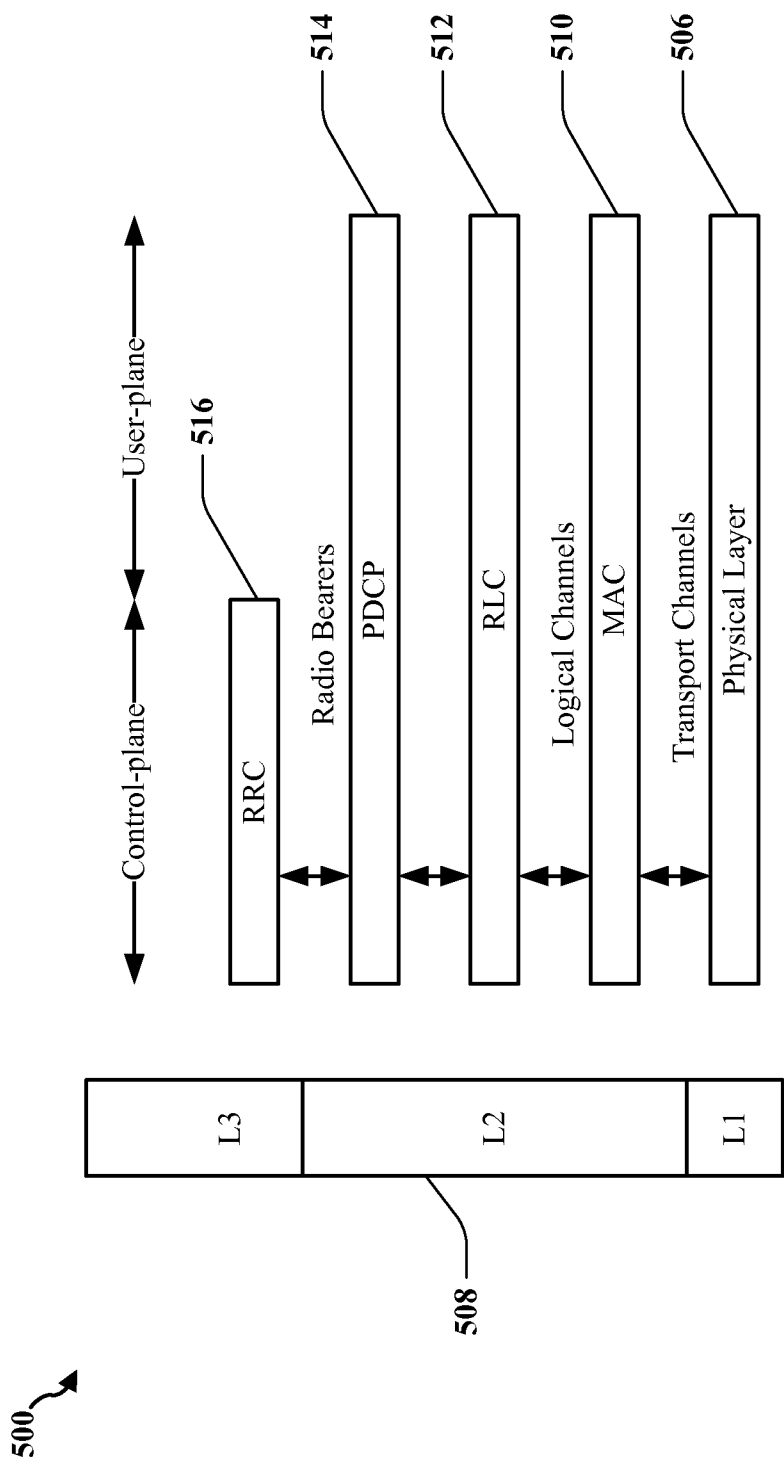 500
Control-plane
User-plane
516
RRC
L3
Radio Bearers
514
PDCP
508
L2
512
RLC
Logical Channels
510
MAC
Transport Channels
506
Physical Layer
L1